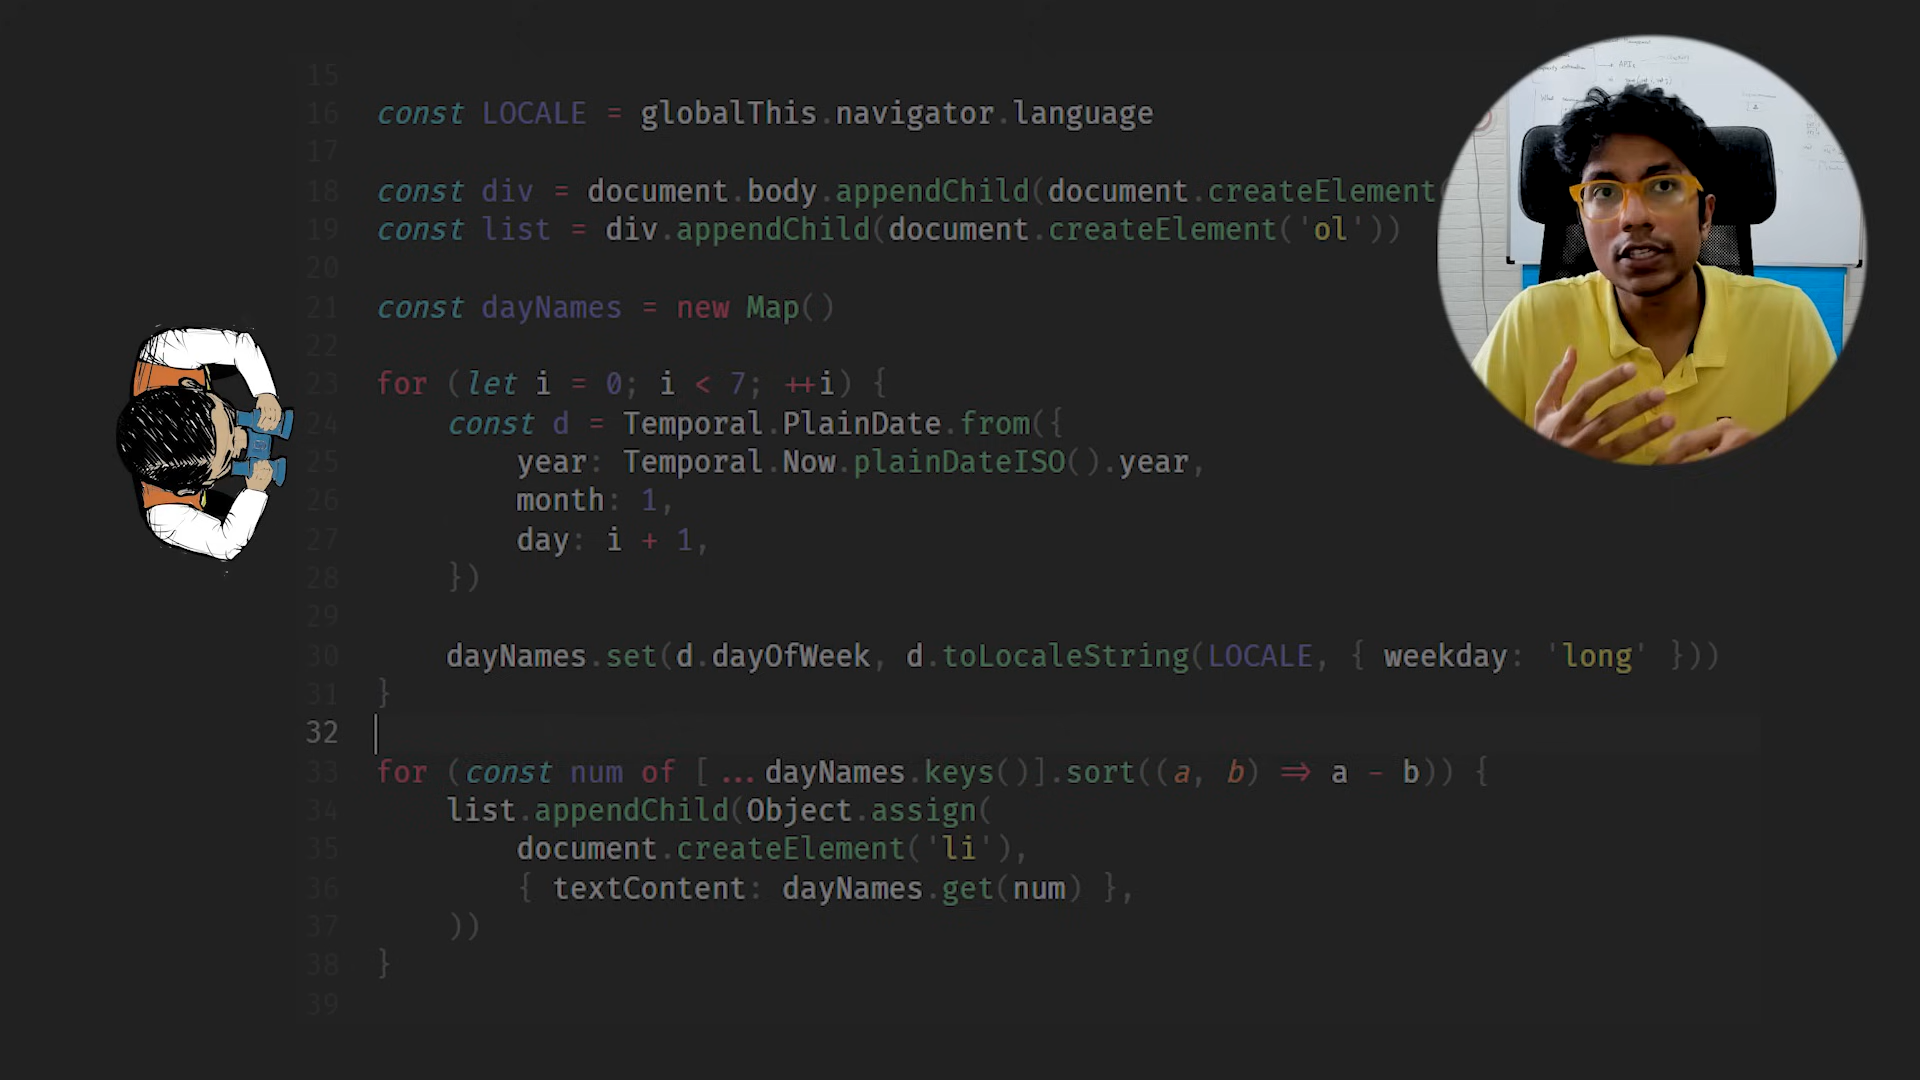 15
16 const LOCALE = globalThis.navigator.language
17
18 const div = document.body.appendChild(document.createElement(
19 const list = div.appendChild(document.createElement('ol'))
20
21 const dayNames = new Map()
22
23 for (let i = 0; i < 7; ++i) {
24 const d = Temporal.PlainDate.from({
25 year: Temporal.Now.plainDateISO().year,
26 month: 1,
27 day: i + 1,
28 })
29
30 dayNames.set(d.dayOfWeek, d.toLocaleString(LOCALE, { weekday: 'long' }))
31 }
32
33 for (const num of [...dayNames.keys()].sort((a, b) => a - b)) {
34 list.appendChild(Object.assign(
35 document.createElement('li'),
36 { textContent: dayNames.get(num) },
37 ))
38 }
39
APIs